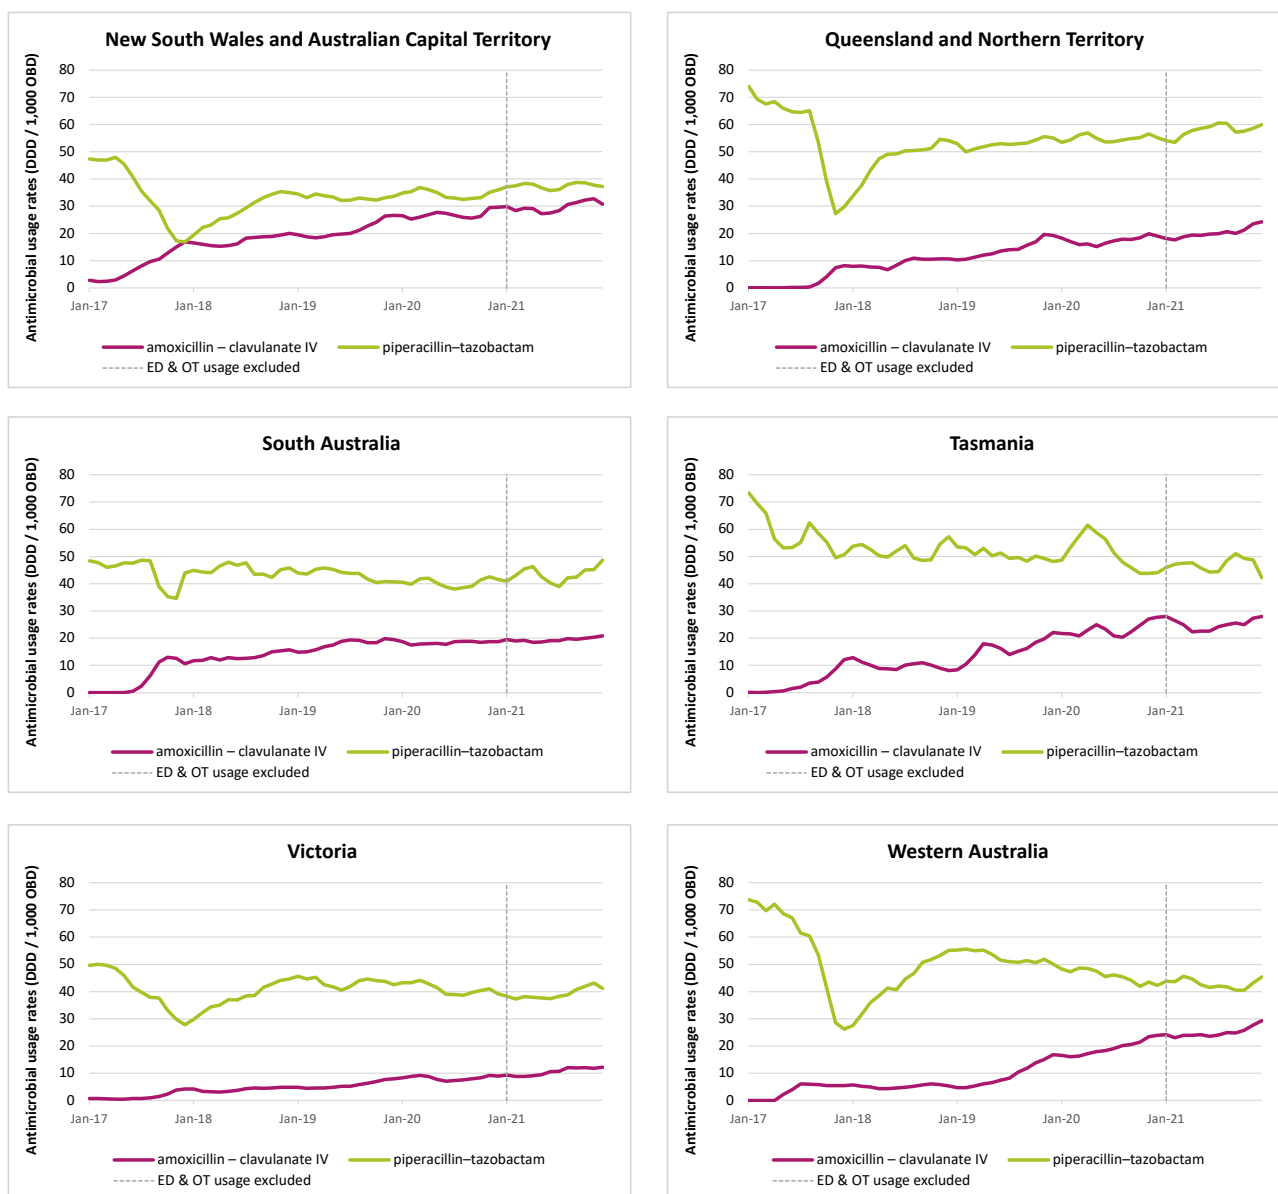 New South Wales and Australian Capital Territory
Antimicrobial usage rates (DDD / 1,000 OBD)
80
70
60
50
40
30
20
10
0
Jan-17 Jan-18 Jan-19 Jan-20 Jan-21
amoxicillin – clavulanate IV piperacillin–tazobactam
ED & OT usage excluded
Queensland and Northern Territory
Antimicrobial usage rates (DDD / 1,000 OBD)
80
70
60
50
40
30
20
10
0
Jan-17 Jan-18 Jan-19 Jan-20 Jan-21
amoxicillin – clavulanate IV piperacillin–tazobactam
ED & OT usage excluded
South Australia
Antimicrobial usage rates (DDD / 1,000 OBD)
80
70
60
50
40
30
20
10
0
Jan-17 Jan-18 Jan-19 Jan-20 Jan-21
amoxicillin – clavulanate IV piperacillin–tazobactam
ED & OT usage excluded
Tasmania
Antimicrobial usage rates (DDD / 1,000 OBD)
80
70
60
50
40
30
20
10
0
Jan-17 Jan-18 Jan-19 Jan-20 Jan-21
amoxicillin – clavulanate IV piperacillin–tazobactam
ED & OT usage excluded
Victoria
Antimicrobial usage rates (DDD / 1,000 OBD)
80
70
60
50
40
30
20
10
0
Jan-17 Jan-18 Jan-19 Jan-20 Jan-21
amoxicillin – clavulanate IV piperacillin–tazobactam
ED & OT usage excluded
Western Australia
Antimicrobial usage rates (DDD / 1,000 OBD)
80
70
60
50
40
30
20
10
0
Jan-17 Jan-18 Jan-19 Jan-20 Jan-21
amoxicillin – clavulanate IV piperacillin–tazobactam
ED & OT usage excluded